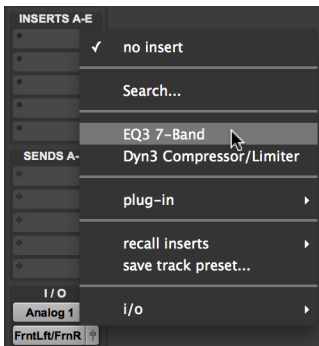 INSERTS A-E
✓ no insert
Search...
EQ3 7-Band
Dyn3 Compressor/Limiter
SENDS A-
plug-in
recall inserts
save track preset...
I / O
i/o
Analog 1
FrntLft/FrnR